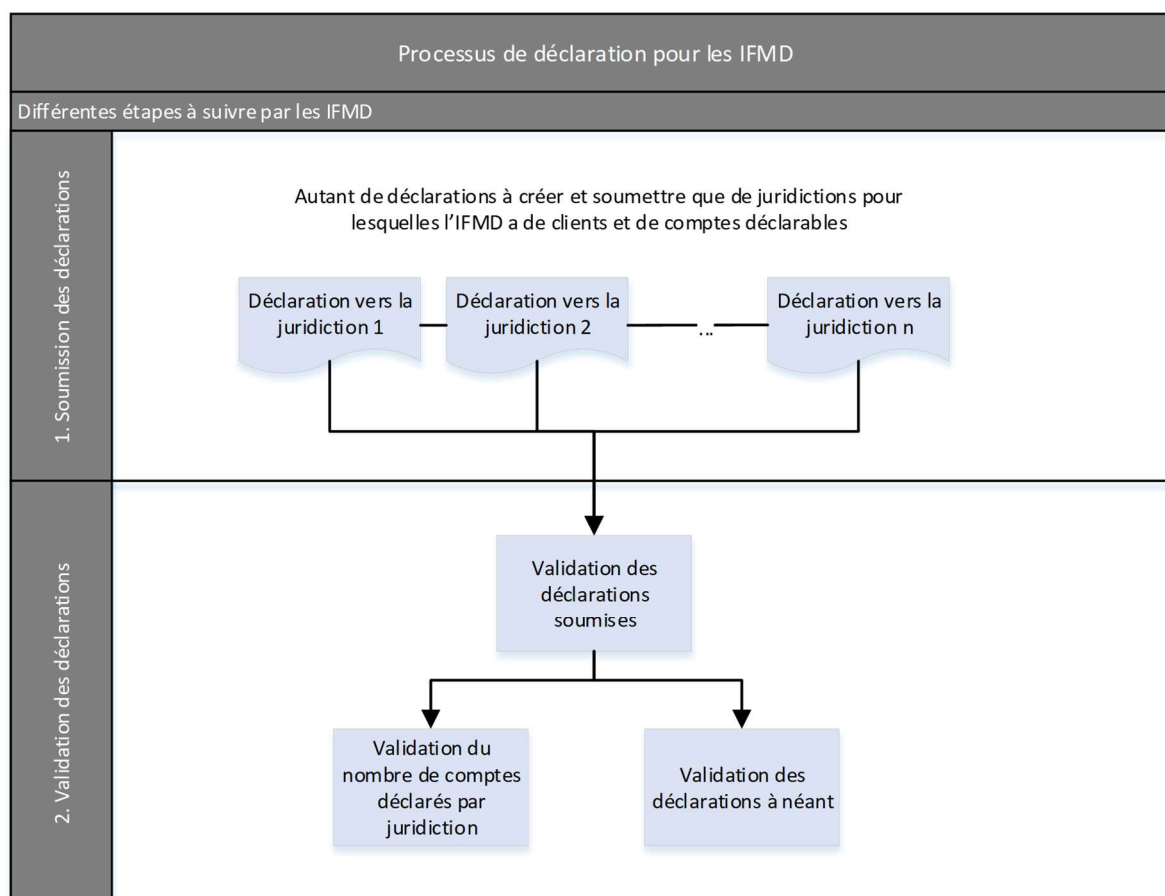 Processus de déclaration pour les IFMD
Différentes étapes à suivre par les IFMD
1. Soumission des déclarations
Autant de déclarations à créer et soumettre que de juridictions pour
lesquelles l'IFMD a de clients et de comptes déclarables
Déclaration vers la
juridiction 1
Déclaration vers la
juridiction 2
...
Déclaration vers la
juridiction n
2. Validation des déclarations
Validation des
déclarations
soumises
Validation du
nombre de comptes
déclarés par
juridiction
Validation des
déclarations à néant